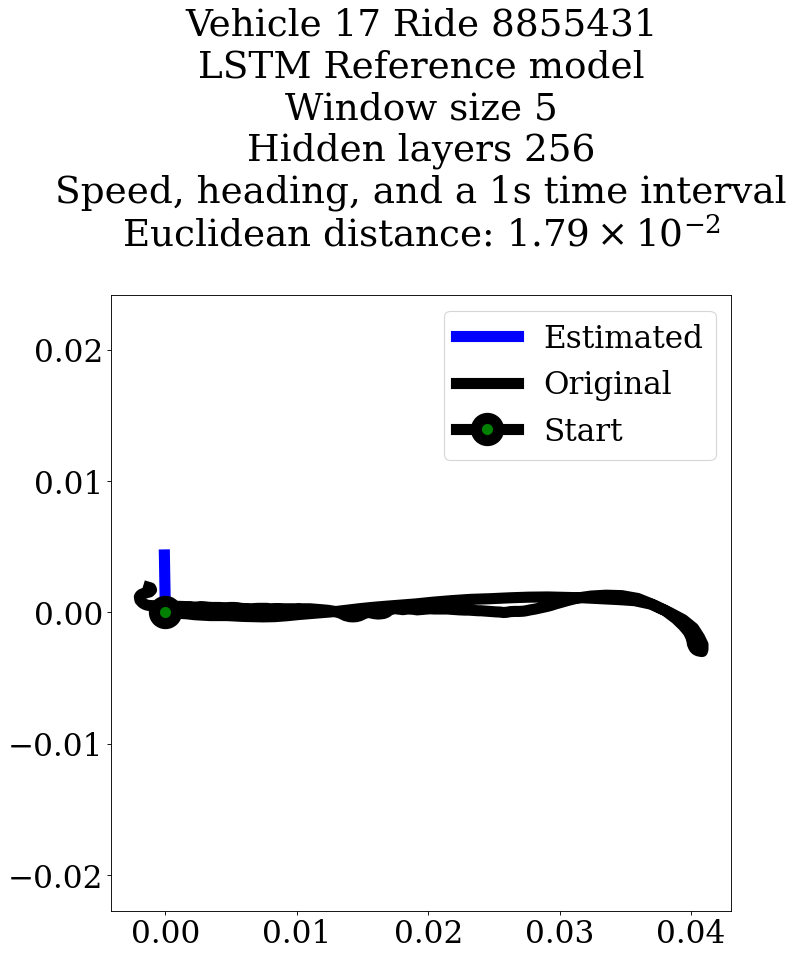 Vehicle 17 Ride 8855431
LSTM Reference model
Window size 5
Hidden layers 256
Speed, heading, and a 1s time interval
Euclidean distance: 1.79 × 10⁻²
Estimated
Original
Start
0.02
0.01
0.00
−0.01
−0.02
0.00 0.01 0.02 0.03 0.04